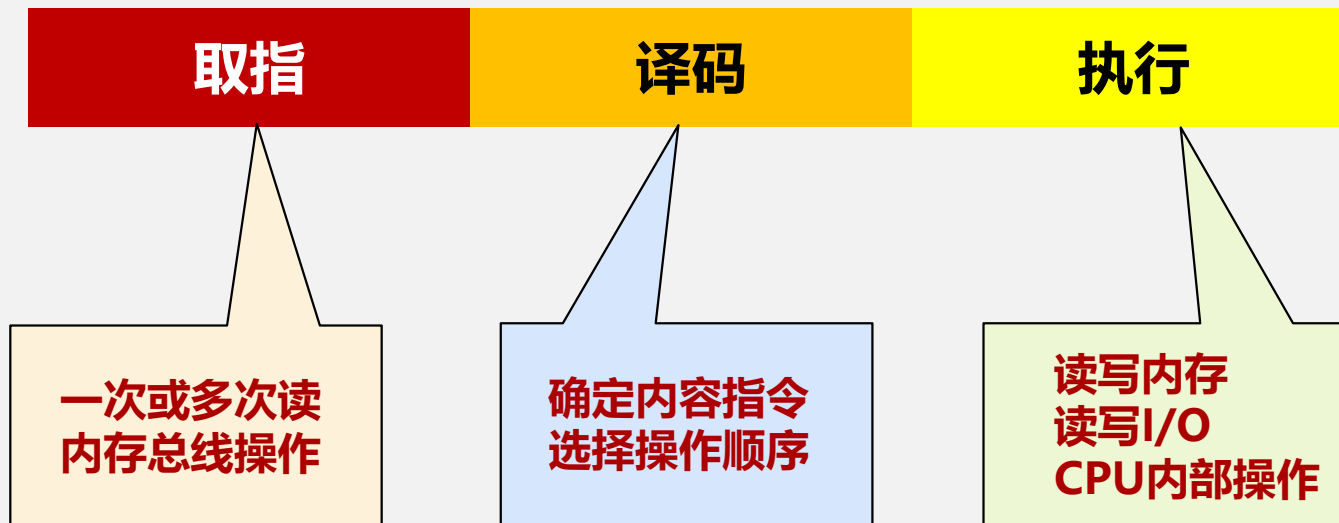 取指
译码
执行
一次或多次读
内存总线操作
确定内容指令
选择操作顺序
读写内存
读写I/O
CPU内部操作